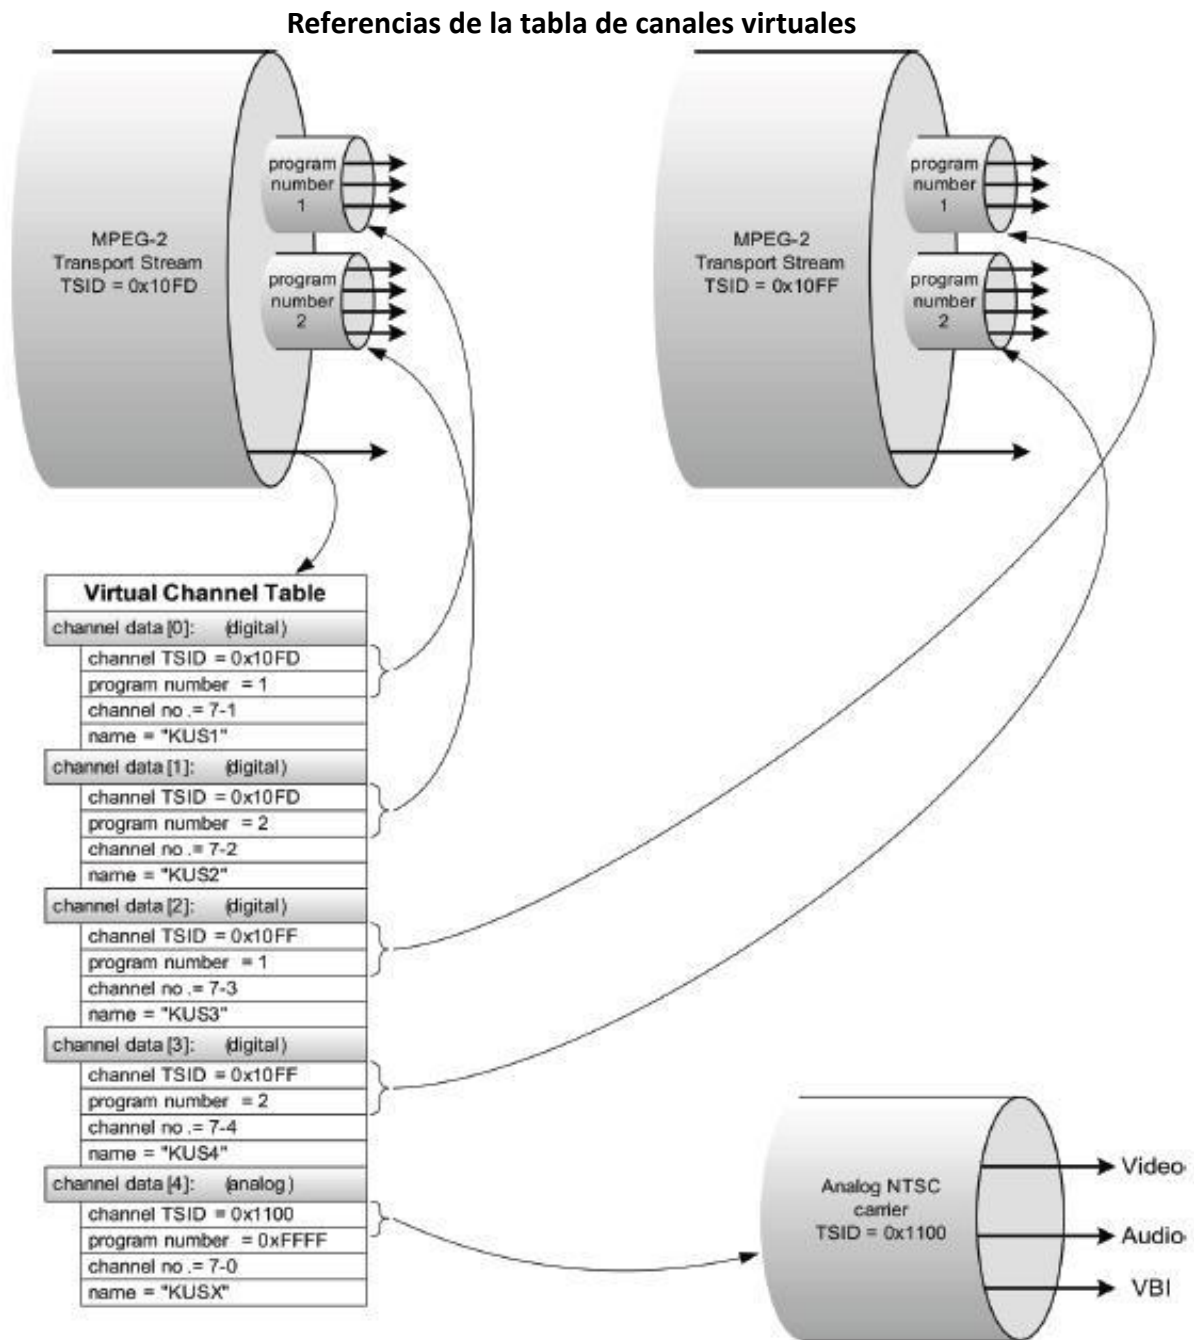 Referencias de la tabla de canales virtuales
MPEG-2
Transport Stream
TSID = 0x10FD
program
number
1
program
number
2
MPEG-2
Transport Stream
TSID = 0x10FF
program
number
1
program
number
2
Virtual Channel Table
channel data [0]: (digital)
channel TSID = 0x10FD
program number = 1
channel no .= 7-1
name = "KUS1"
channel data [1]: (digital)
channel TSID = 0x10FD
program number = 2
channel no .= 7-2
name = "KUS2"
channel data [2]: (digital)
channel TSID = 0x10FF
program number = 1
channel no .= 7-3
name = "KUS3"
channel data [3]: (digital)
channel TSID = 0x10FF
program number = 2
channel no .= 7-4
name = "KUS4"
channel data [4]: (analog)
channel TSID = 0x1100
program number = 0xFFFF
channel no .= 7-0
name = "KUSX"
Analog NTSC
carrier
TSID = 0x1100
Video
Audio
VBI